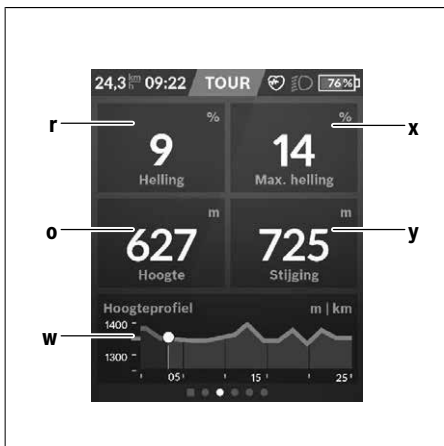 24,3 km/h 09:22 TOUR 76%
r % % x
9 14
Helling Max. helling
o m m y
627 725
Hoogte Stijging
Hoogteprofiel m | km
1400
w
1300
05 15 25